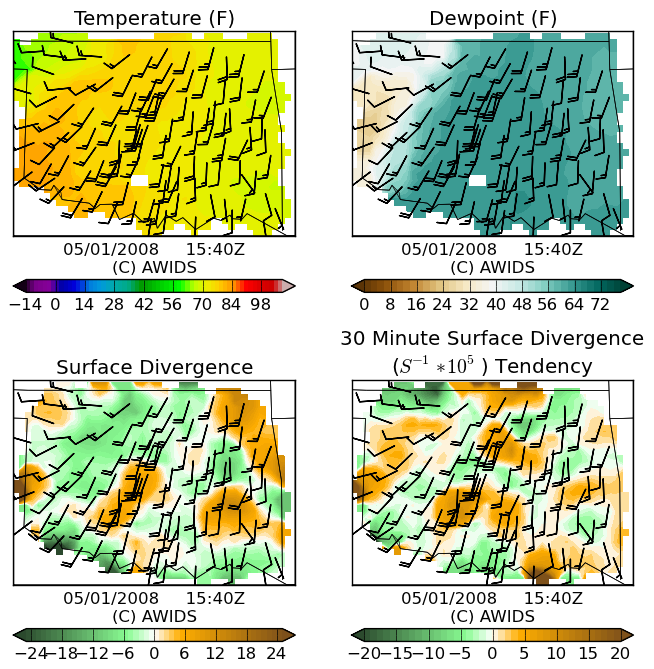 Temperature (F)
05/01/2008 15:40Z
(C) AWIDS
−14 0 14 28 42 56 70 84 98
Dewpoint (F)
05/01/2008 15:40Z
(C) AWIDS
0 8 16 24 32 40 48 56 64 72
Surface Divergence
05/01/2008 15:40Z
(C) AWIDS
−24 −18 −12 −6 0 6 12 18 24
30 Minute Surface Divergence
(S⁻¹ *10⁵ ) Tendency
05/01/2008 15:40Z
(C) AWIDS
−20 −15 −10 −5 0 5 10 15 20